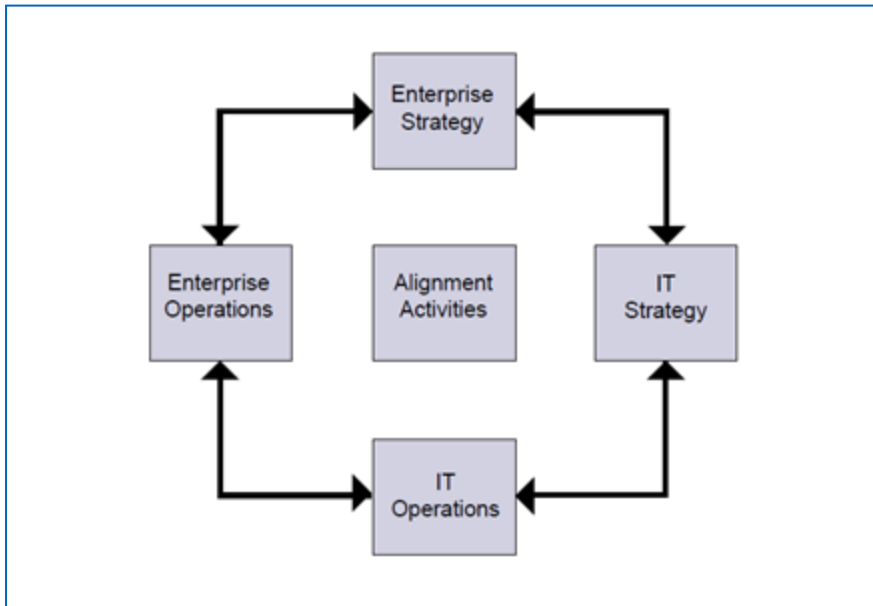 Enterprise
Strategy
Enterprise
Operations
Alignment
Activities
IT
Strategy
IT
Operations